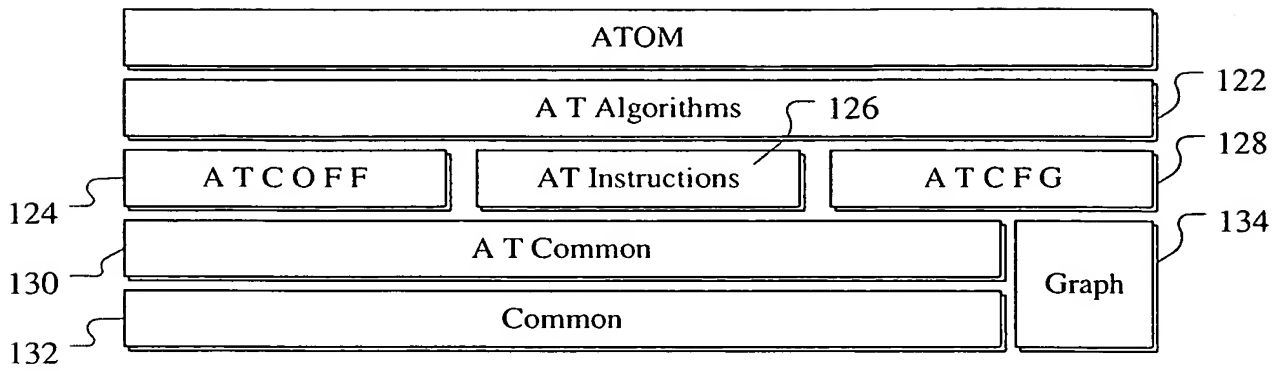 ATOM
A T Algorithms
122
126
A T C O F F
AT Instructions
A T C F G
128
124
A T Common
134
130
Graph
Common
132